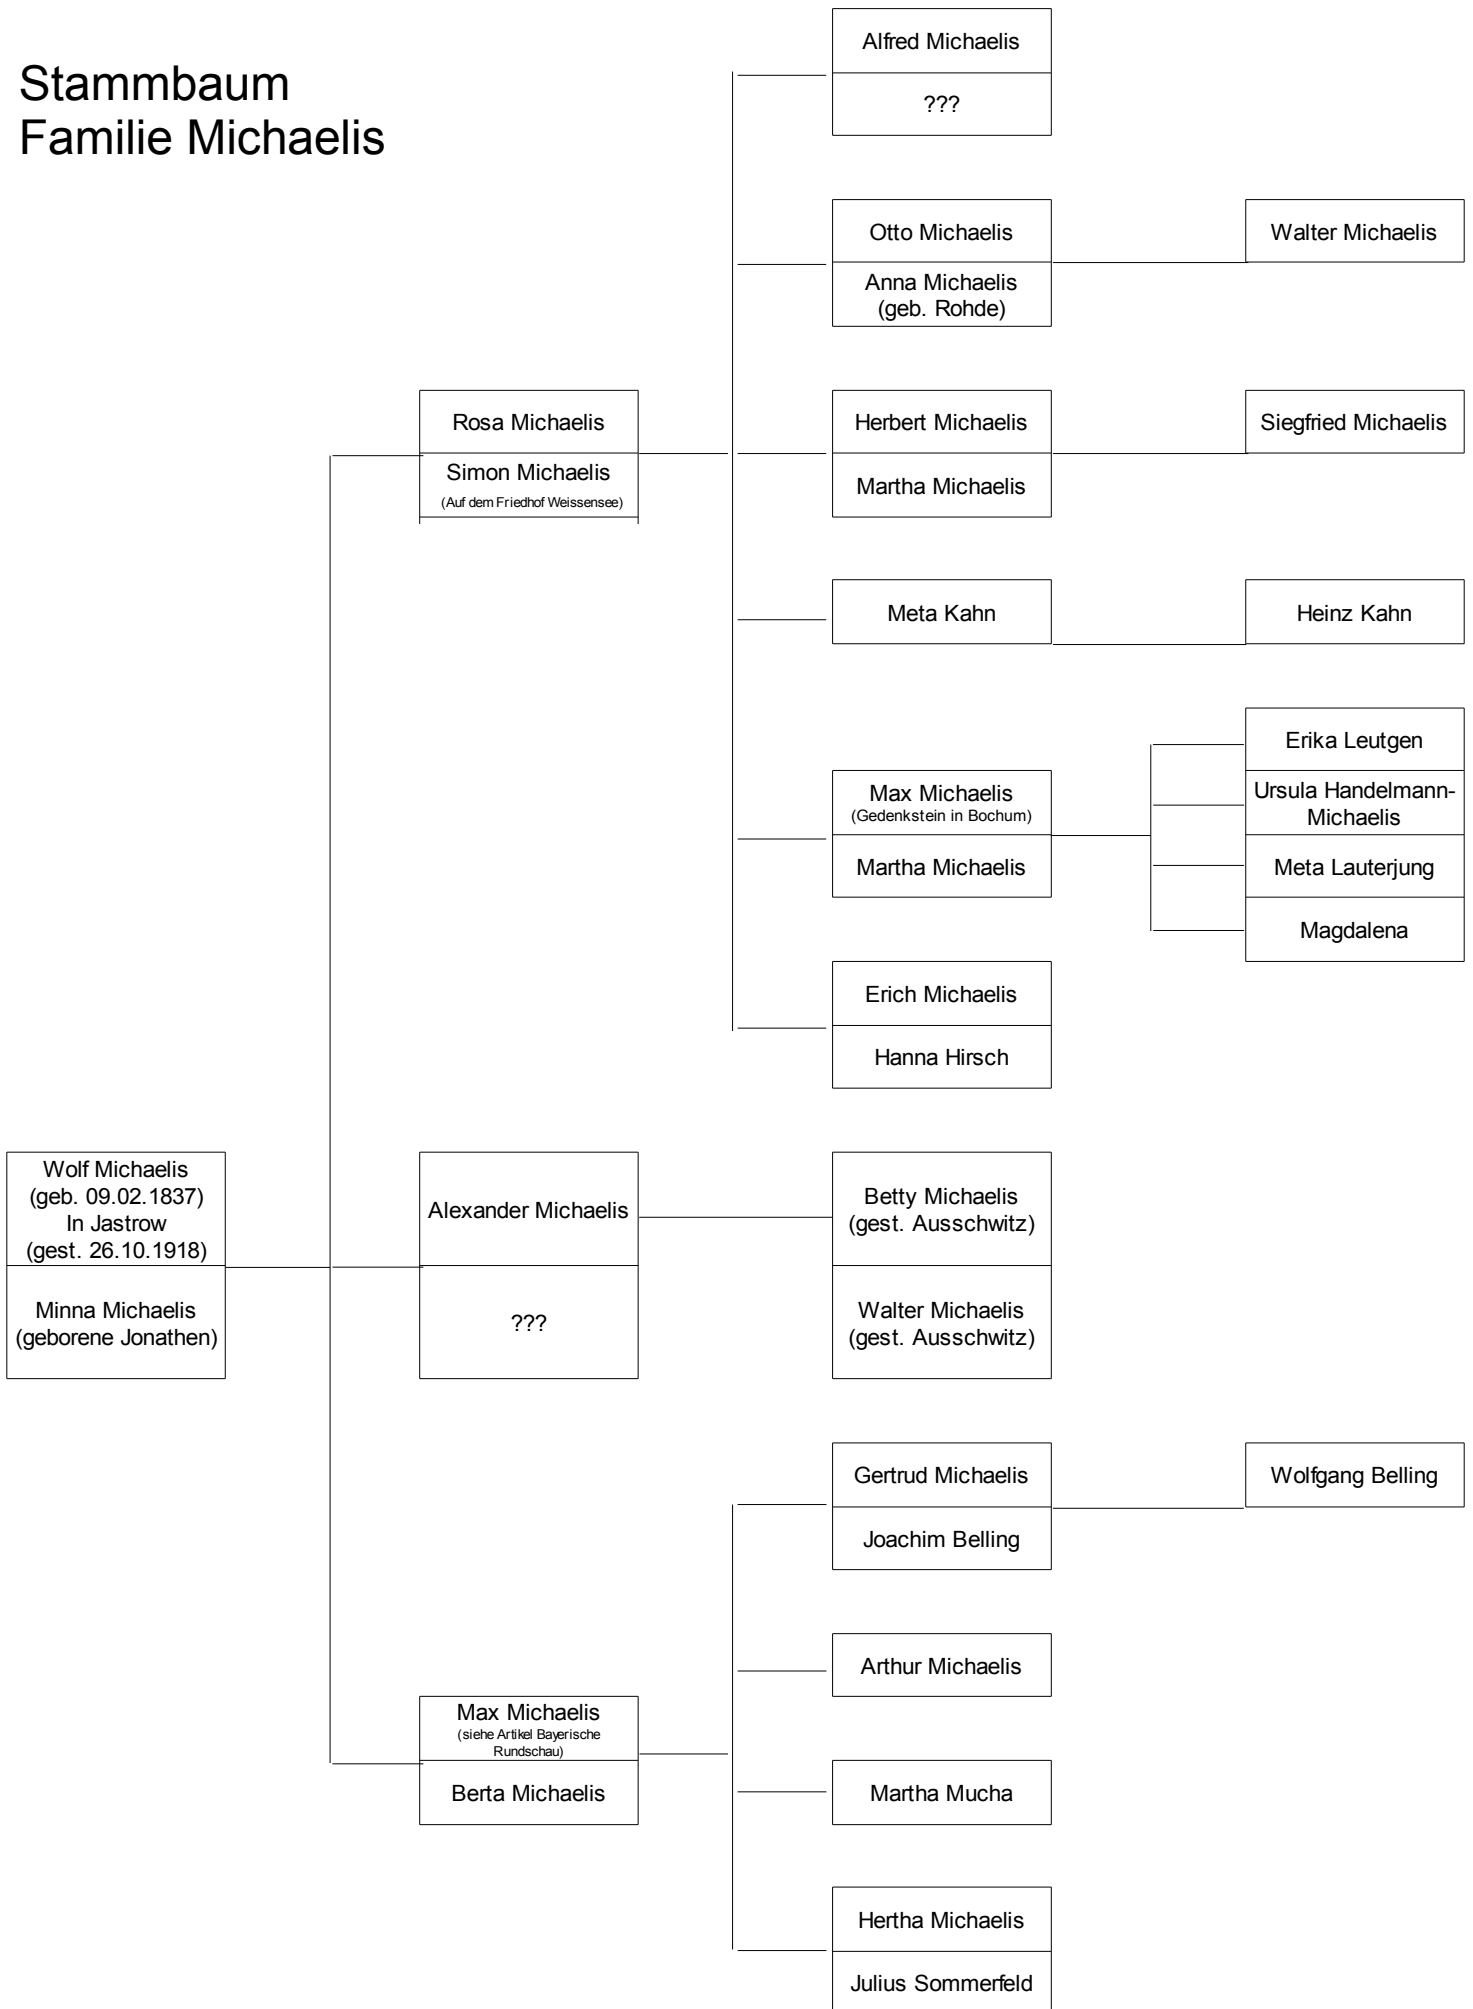 Stammbaum
Familie Michaelis
Alfred Michaelis
???
Otto Michaelis
Anna Michaelis
(geb. Rohde)
Walter Michaelis
Rosa Michaelis
Simon Michaelis
(Auf dem Friedhof Weissensee)
Herbert Michaelis
Martha Michaelis
Siegfried Michaelis
Meta Kahn
Heinz Kahn
Max Michaelis
(Gedenkstein in Bochum)
Martha Michaelis
Erika Leutgen
Ursula Handelmann-
Michaelis
Meta Lauterjung
Magdalena
Erich Michaelis
Hanna Hirsch
Wolf Michaelis
(geb. 09.02.1837)
In Jastrow
(gest. 26.10.1918)
Minna Michaelis
(geborene Jonathen)
Alexander Michaelis
???
Betty Michaelis
(gest. Ausschwitz)
Walter Michaelis
(gest. Ausschwitz)
Gertrud Michaelis
Joachim Belling
Wolfgang Belling
Arthur Michaelis
Max Michaelis
(siehe Artikel Bayerische
Rundschau)
Berta Michaelis
Martha Mucha
Hertha Michaelis
Julius Sommerfeld